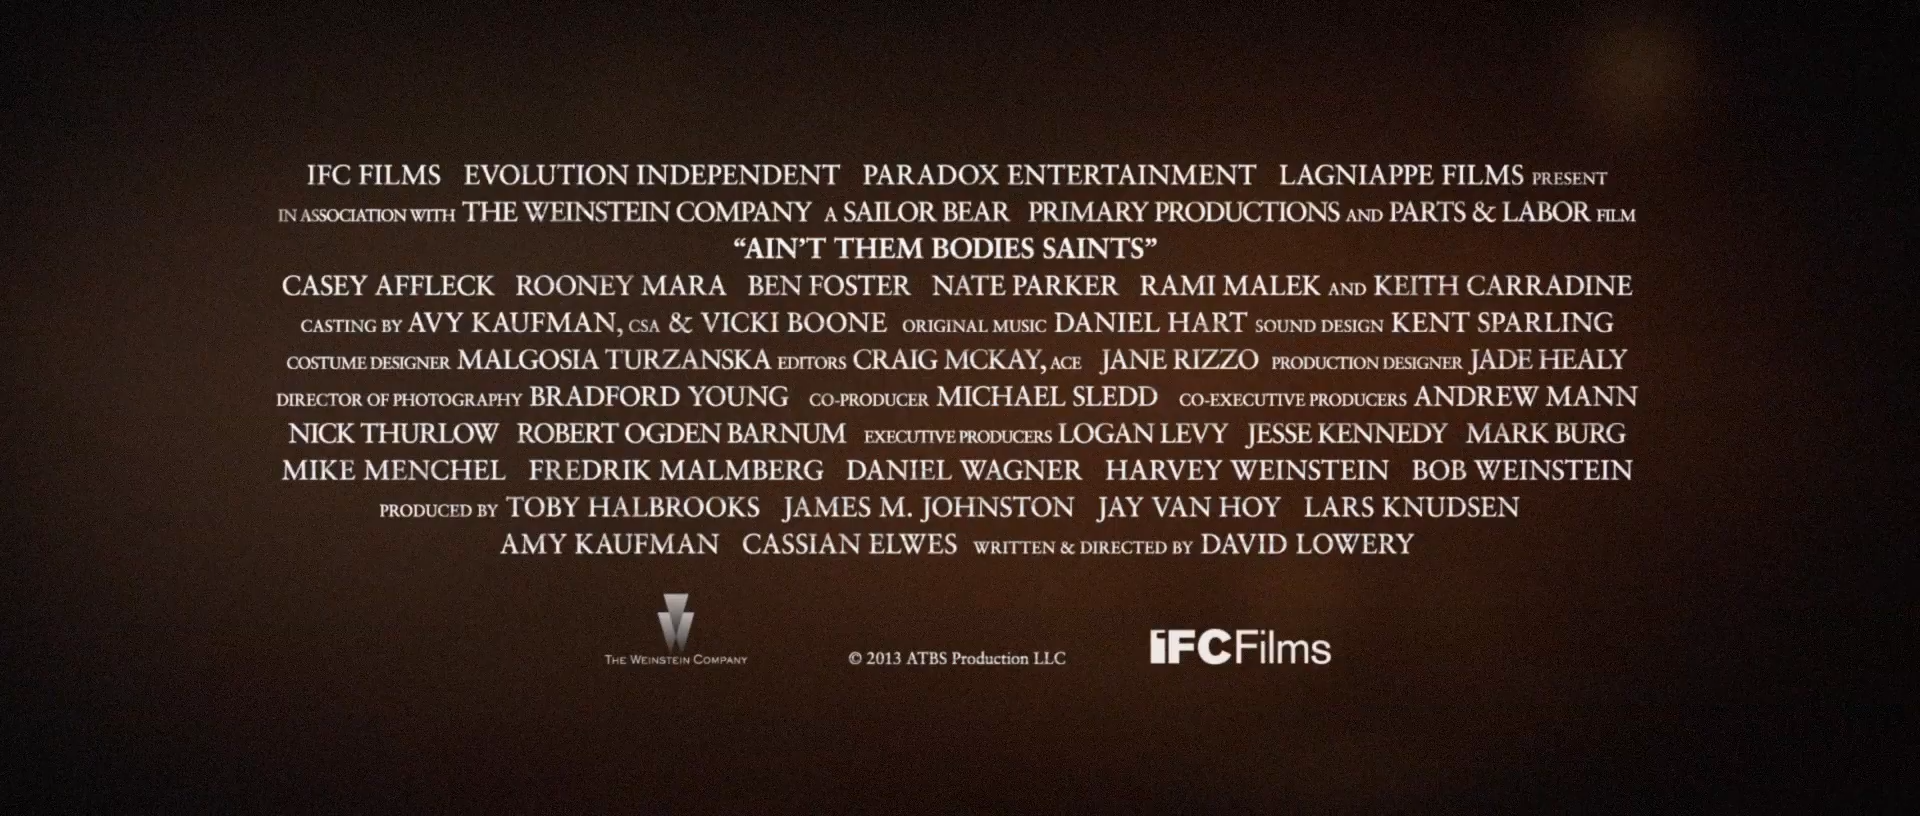 IFC FILMS EVOLUTION INDEPENDENT PARADOX ENTERTAINMENT LAGNIAPPE FILMS PRESENT
IN ASSOCIATION WITH THE WEINSTEIN COMPANY A SAILOR BEAR PRIMARY PRODUCTIONS AND PARTS & LABOR FILM
“AIN’T THEM BODIES SAINTS”
CASEY AFFLECK ROONEY MARA BEN FOSTER NATE PARKER RAMI MALEK AND KEITH CARRADINE
CASTING BY AVY KAUFMAN, CSA & VICKI BOONE ORIGINAL MUSIC DANIEL HART SOUND DESIGN KENT SPARLING
COSTUME DESIGNER MALGOSIA TURZANSKA EDITORS CRAIG MCKAY, ACE JANE RIZZO PRODUCTION DESIGNER JADE HEALY
DIRECTOR OF PHOTOGRAPHY BRADFORD YOUNG CO-PRODUCER MICHAEL SLEDD CO-EXECUTIVE PRODUCERS ANDREW MANN
NICK THURLOW ROBERT OGDEN BARNUM EXECUTIVE PRODUCERS LOGAN LEVY JESSE KENNEDY MARK BURG
MIKE MENCHEL FREDRIK MALMBERG DANIEL WAGNER HARVEY WEINSTEIN BOB WEINSTEIN
PRODUCED BY TOBY HALBROOKS JAMES M. JOHNSTON JAY VAN HOY LARS KNUDSEN
AMY KAUFMAN CASSIAN ELWES WRITTEN & DIRECTED BY DAVID LOWERY
THE WEINSTEIN COMPANY © 2013 ATBS Production LLC IFC Films